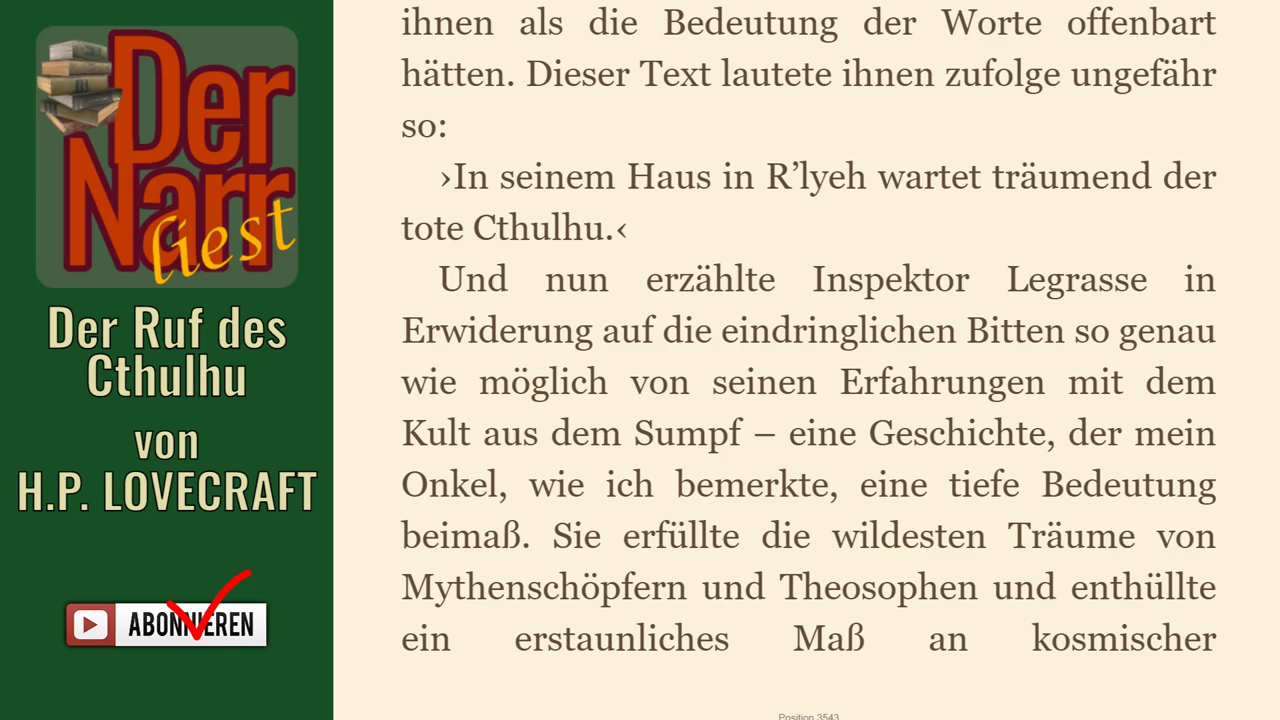 Der
Narr
liest
Der Ruf des
Cthulhu
von
H.P. LOVECRAFT
ABONNIEREN
ihnen als die Bedeutung der Worte offenbart
hätten. Dieser Text lautete ihnen zufolge ungefähr
so:
›In seinem Haus in R’lyeh wartet träumend der
tote Cthulhu.‹
Und nun erzählte Inspektor Legrasse in
Erwiderung auf die eindringlichen Bitten so genau
wie möglich von seinen Erfahrungen mit dem
Kult aus dem Sumpf – eine Geschichte, der mein
Onkel, wie ich bemerkte, eine tiefe Bedeutung
beimaß. Sie erfüllte die wildesten Träume von
Mythenschöpfern und Theosophen und enthüllte
ein erstaunliches Maß an kosmischer
Position 3543